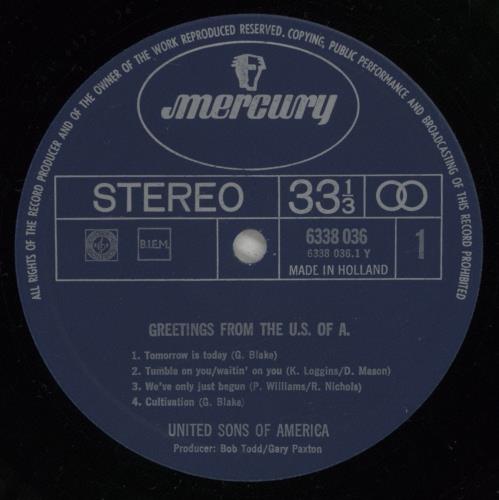 ALL RIGHTS OF THE RECORD PRODUCER AND OF THE OWNER OF THE WORK REPRODUCED RESERVED. COPYING, PUBLIC PERFORMANCE AND BROADCASTING OF THIS RECORD PROHIBITED
mercury
STEREO 33 1/3
6338 036
6338 036.1 Y
B.I.E.M. 1
MADE IN HOLLAND
GREETINGS FROM THE U.S. OF A.
1. Tomorrow is today (G. Blake)
2. Tumble on you/waitin' on you (K. Loggins/D. Mason)
3. We've only just begun (P. Williams/R. Nichols)
4. Cultivation (G. Blake)
UNITED SONS OF AMERICA
Producer: Bob Todd/Gary Paxton